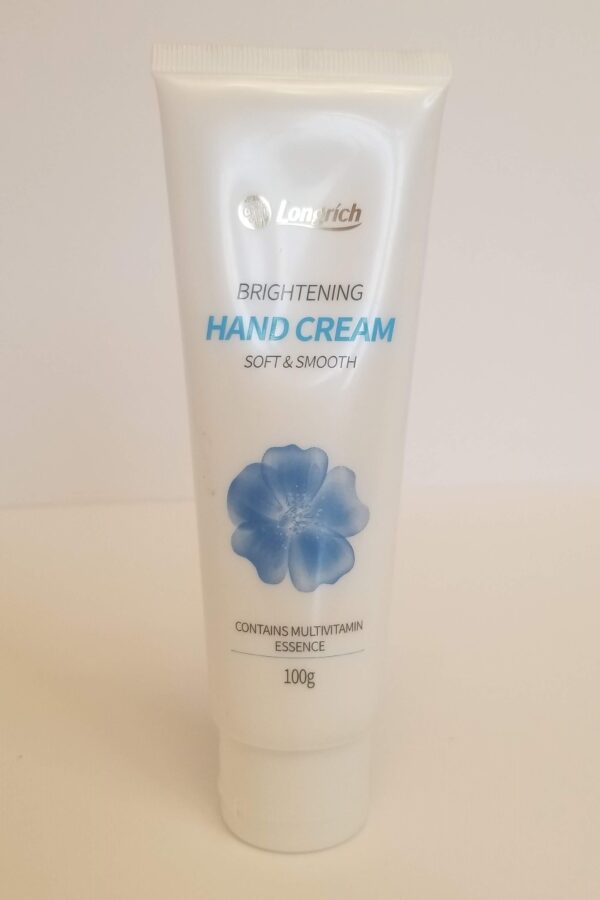 Longrich
BRIGHTENING
HAND CREAM
SOFT & SMOOTH
CONTAINS MULTIVITAMIN
ESSENCE
100g